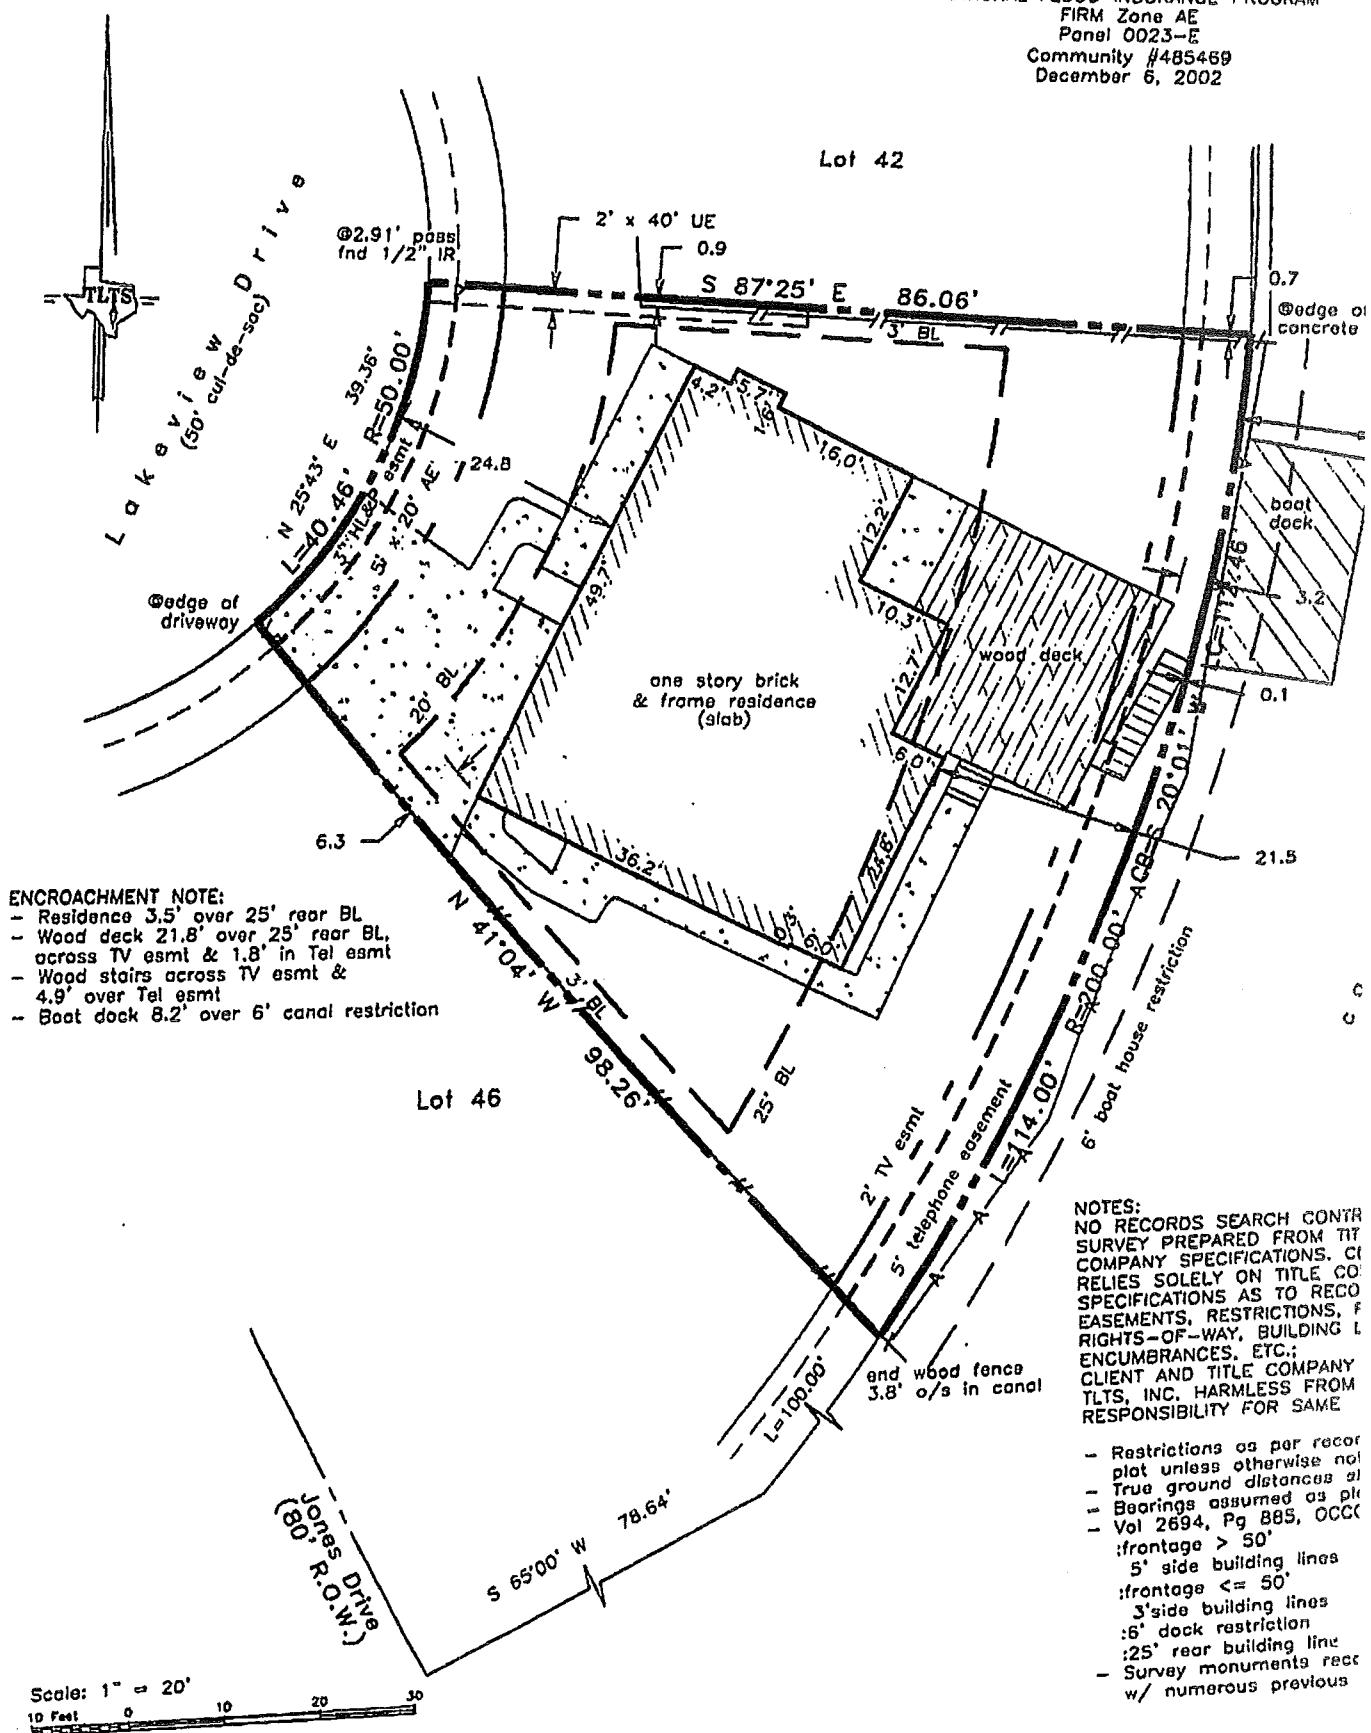 FIRM Zone AE
Panel 0023-E
Community #485469
December 6, 2002
Lot 42
TLTS
Lakeview Drive
(50' cul-de-sac)
@2.91' pass
fnd 1/2" IR
2' x 40' UE
0.9
S 87°25' E 86.06'
0.7
@edge of
concrete
3' BL
39.36'
N 25°43' E
R=50.00'
L=40.46'
3' HL&P esmt
5' x 20' AE
24.8
4.2'
5.7'
1.6'
16.0'
12.2'
10.3'
12.7'
49.7'
boat
dock
3.2
L=112.46'
@edge of
driveway
20' BL
one story brick
& frame residence
(slab)
wood deck
0.1
6.0'
6.3
21.5
36.2'
24.8'
0.3'
6.0'
ENCROACHMENT NOTE:
- Residence 3.5' over 25' rear BL
- Wood deck 21.8' over 25' rear BL,
across TV esmt & 1.8' in Tel esmt
- Wood stairs across TV esmt &
4.9' over Tel esmt
- Boat dock 8.2' over 6' canal restriction
N 41°04' W
98.26'
3' BL
25' BL
Lot 46
CB=S 20°01' W
R=200.00'
L=114.00'
6' boat house restriction
2' TV esmt
5' telephone easement
end wood fence
3.8' o/s in canal
L=100.00'
S 65°00' W 78.64'
Jones Drive
(80' R.O.W.)
NOTES:
NO RECORDS SEARCH
SURVEY PREPARED FROM
COMPANY SPECIFICATIONS.
RELIES SOLELY ON TITLE
SPECIFICATIONS AS TO
EASEMENTS, RESTRICTIONS,
RIGHTS-OF-WAY, BUILDING
ENCUMBRANCES, ETC.;
CLIENT AND TITLE COMPANY
TLTS, INC. HARMLESS FROM
RESPONSIBILITY FOR SAME
- Restrictions as per
plat unless otherwise
- True ground distances
- Bearings assumed as
- Vol 2694, Pg 885,
:frontage > 50'
5' side building lines
:frontage <= 50'
3'side building lines
:6' dock restriction
:25' rear building line
- Survey monuments
w/ numerous previous
Scale: 1" = 20'
10 Feet 0 10 20 30